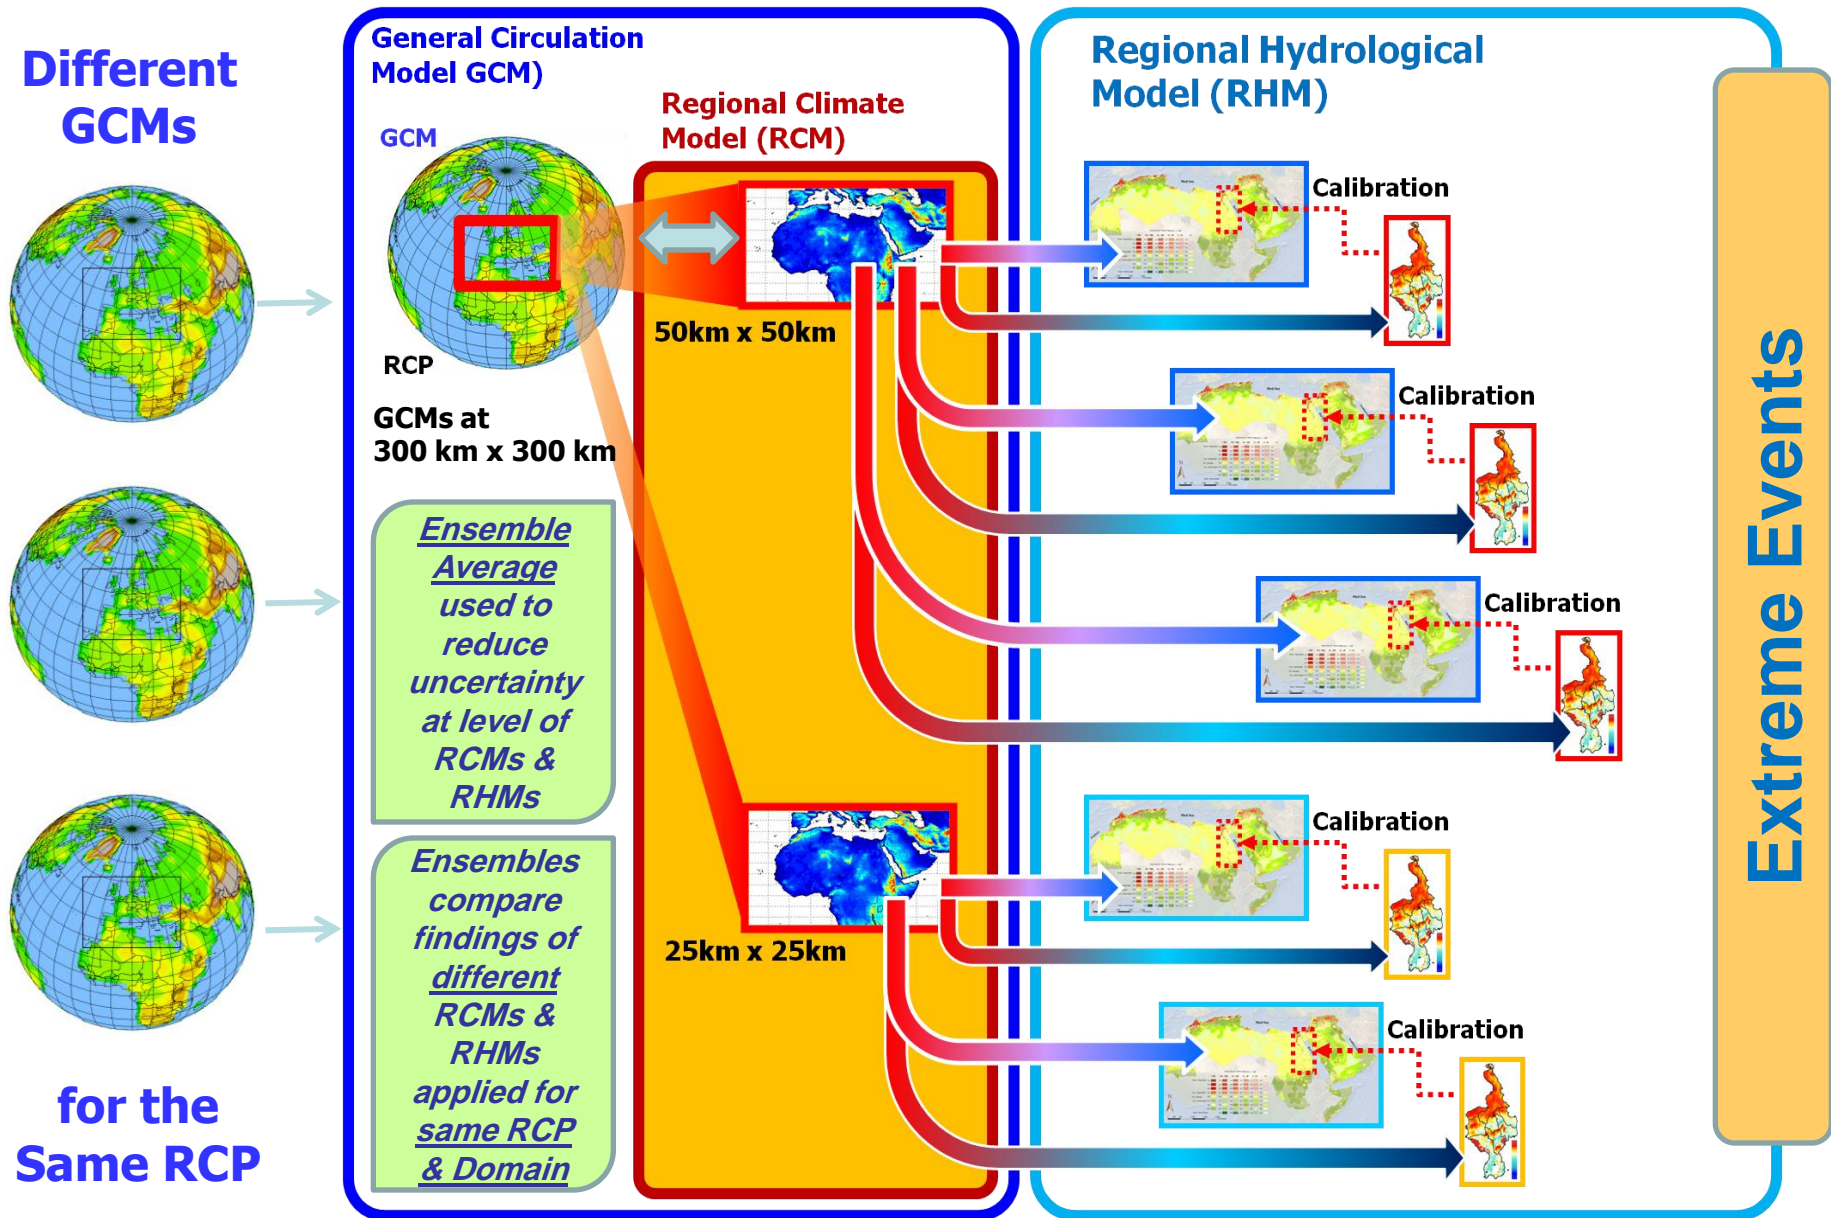 Different
GCMs
for the
Same RCP
General Circulation
Model GCM)
GCM
RCP
GCMs at
300 km x 300 km
Ensemble
Average
used to
reduce
uncertainty
at level of
RCMs &
RHMs
Ensembles
compare
findings of
different
RCMs &
RHMs
applied for
same RCP
& Domain
Regional Climate
Model (RCM)
50km x 50km
25km x 25km
Regional Hydrological
Model (RHM)
Calibration
Calibration
Calibration
Calibration
Calibration
Extreme Events